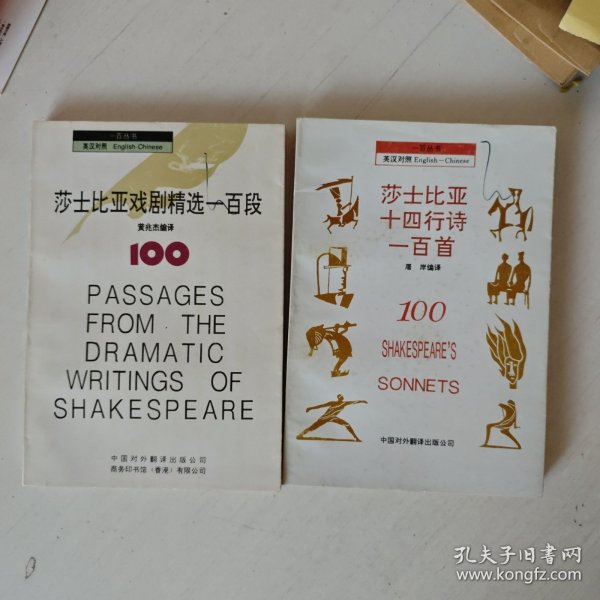 一百丛书
英汉对照 English-Chinese
莎士比亚戏剧精选一百段
黄兆杰编译
100
PASSAGES
FROM THE
DRAMATIC
WRITINGS OF
SHAKESPEARE
中国对外翻译出版公司
商务印书馆（香港）有限公司
一百丛书
英汉对照 English-Chinese
莎士比亚
十四行诗
一百首
屠 岸编译
100
SHAKESPEARE'S
SONNETS
中国对外翻译出版公司
孔夫子旧书网
www.kongfz.com